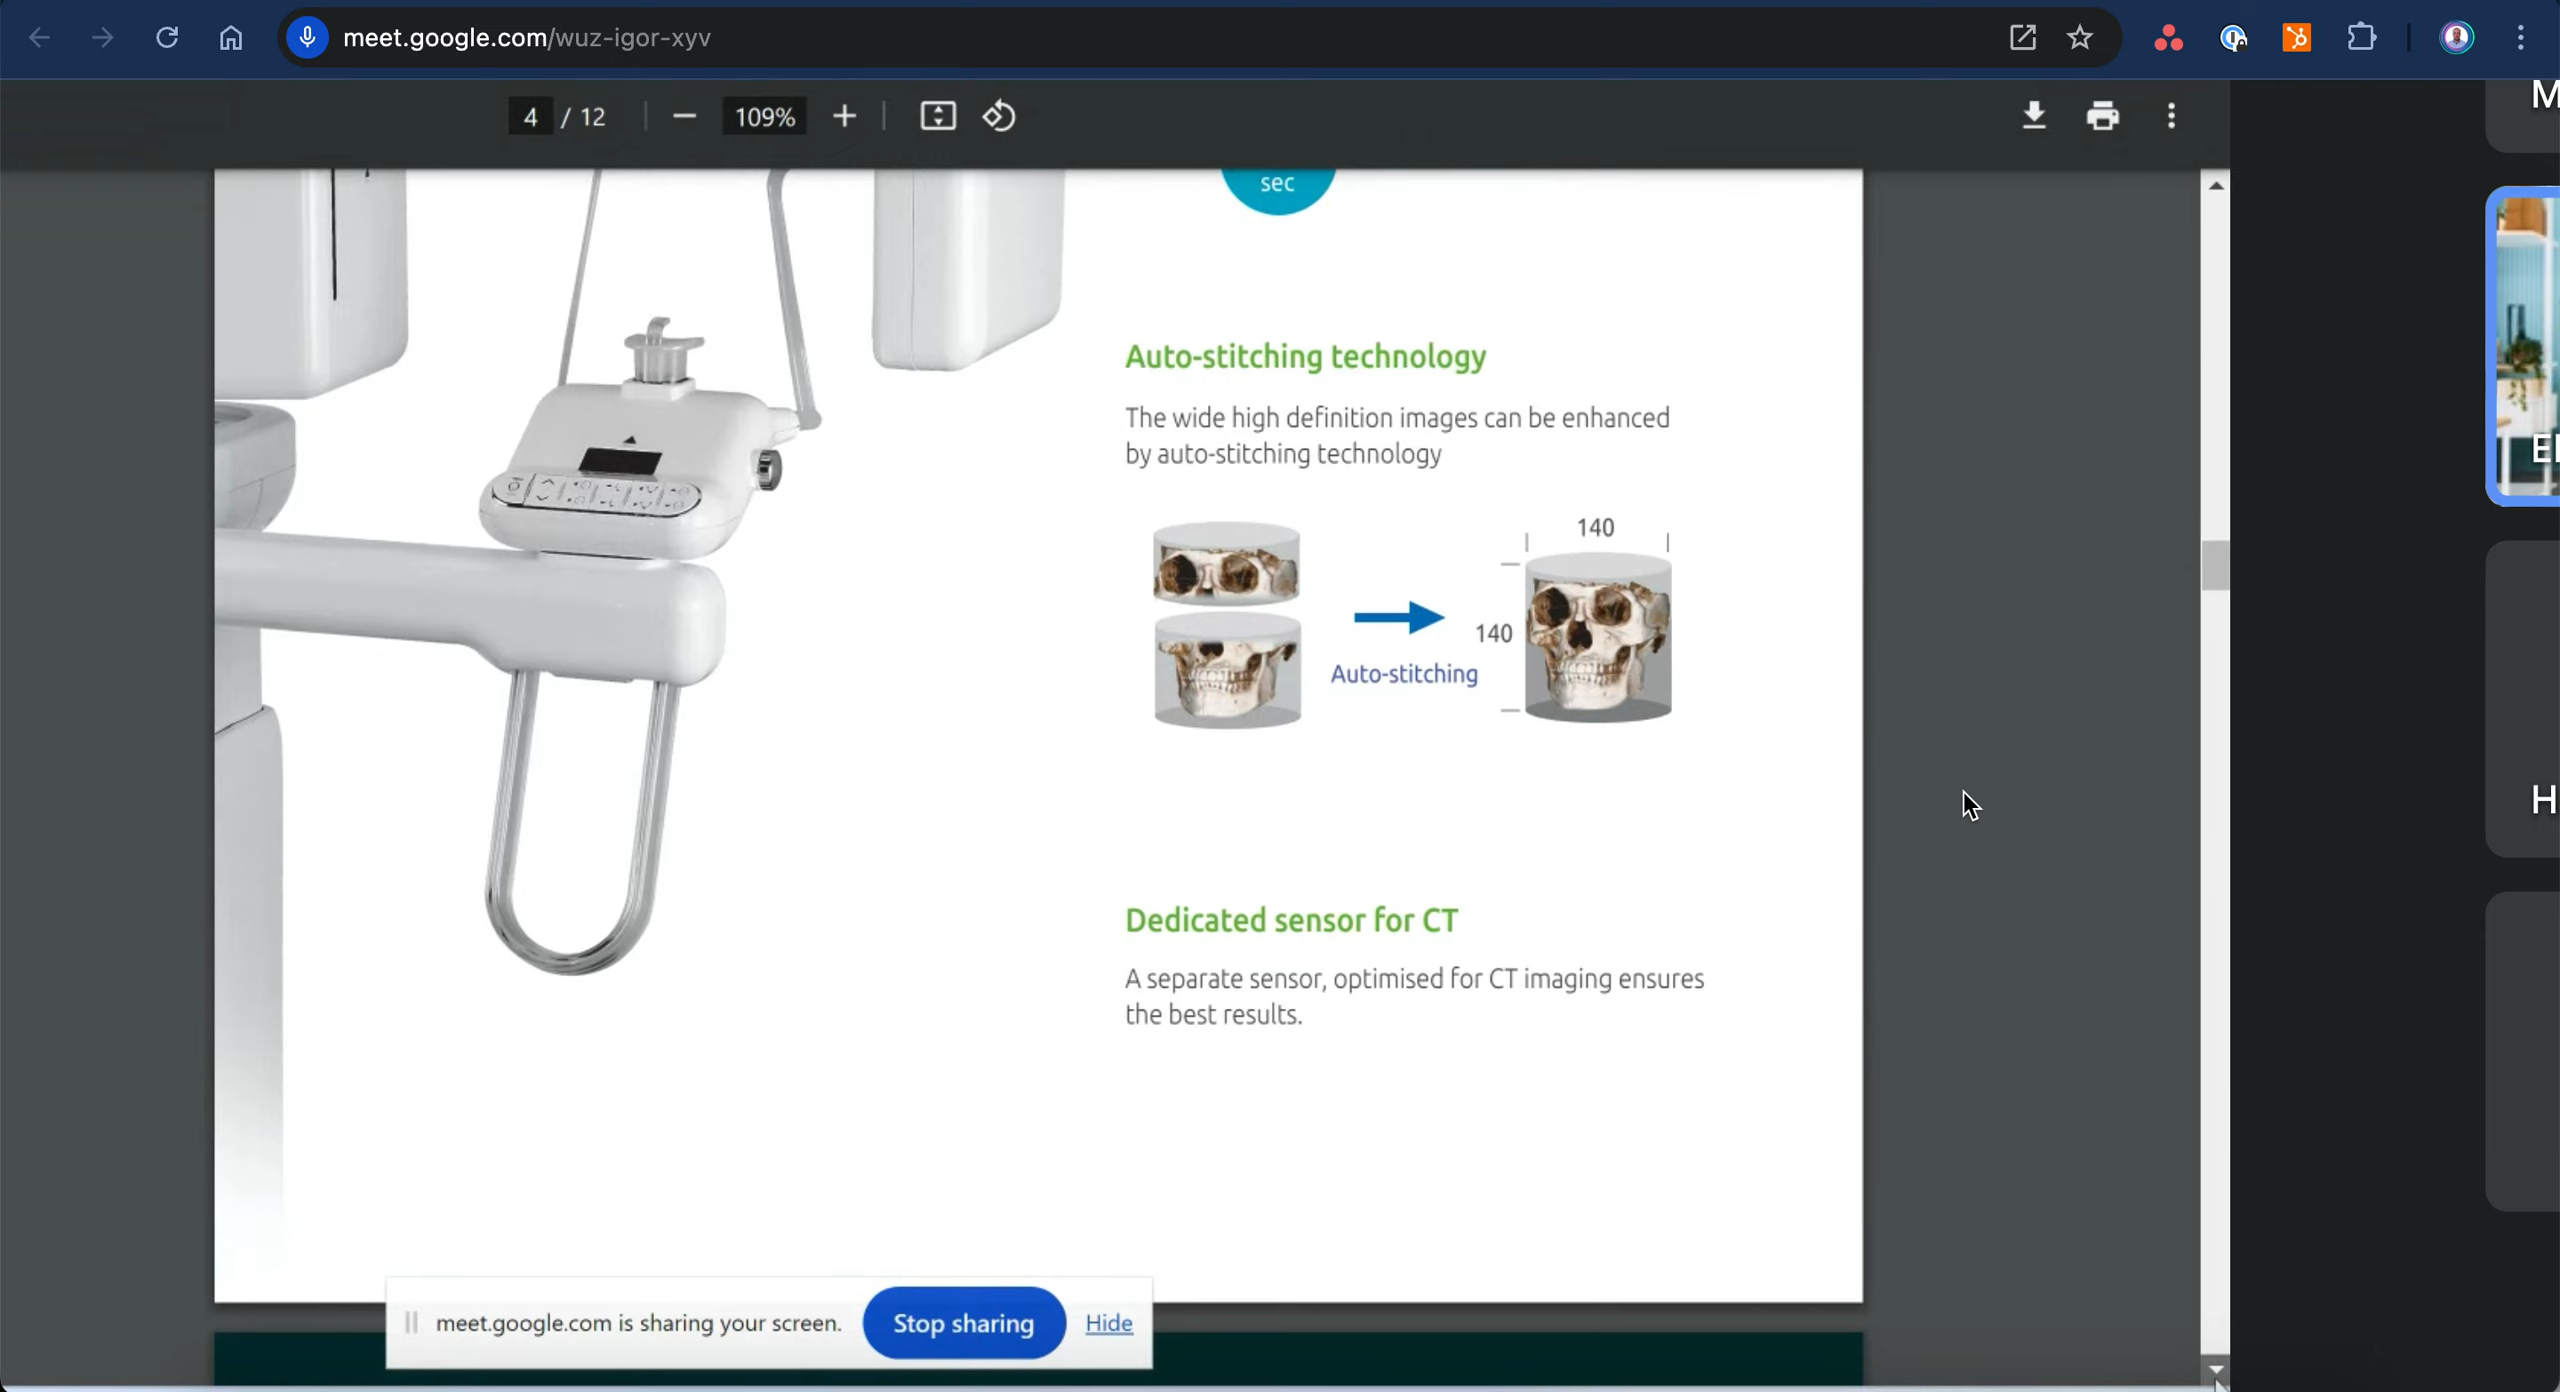 meet.google.com/wuz-igor-xyv
4 / 12
109%
M
sec
Auto-stitching technology
The wide high definition images can be enhanced
by auto-stitching technology
El
140
140
Auto-stitching
H
Dedicated sensor for CT
A separate sensor, optimised for CT imaging ensures
the best results.
meet.google.com is sharing your screen.
Stop sharing
Hide